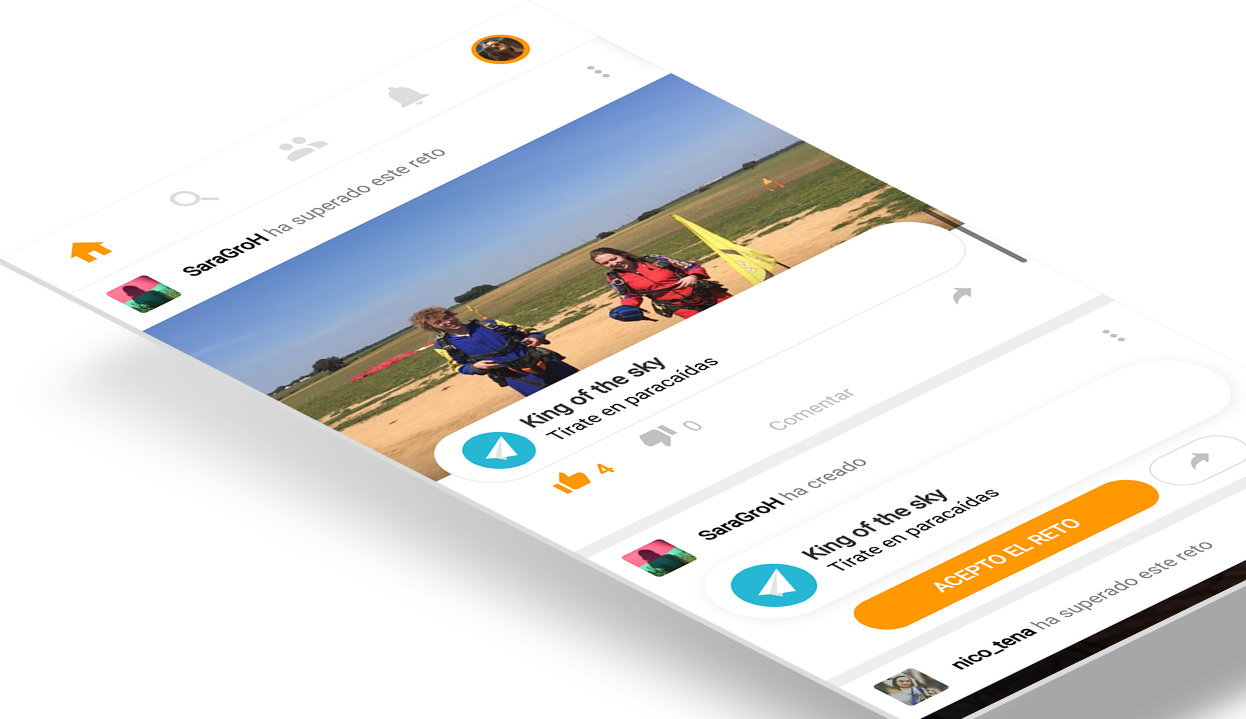 SaraGroH ha superado este reto
King of the sky
Tírate en paracaídas
4 0 Comentar
SaraGroH ha creado
King of the sky
Tírate en paracaídas
ACEPTO EL RETO
nico_tena ha superado este reto